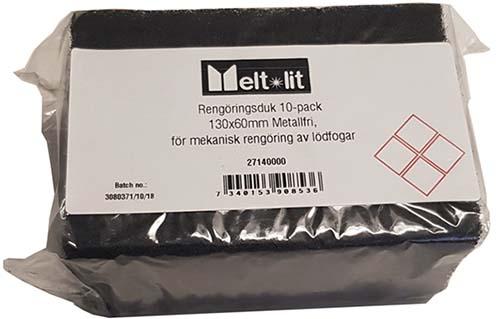 Melt lit
Rengöringsduk 10-pack
130x60mm Metallfri,
för mekanisk rengöring av lödfogar
27140000
Batch no.:
3080371/10/18
7 340153 908536